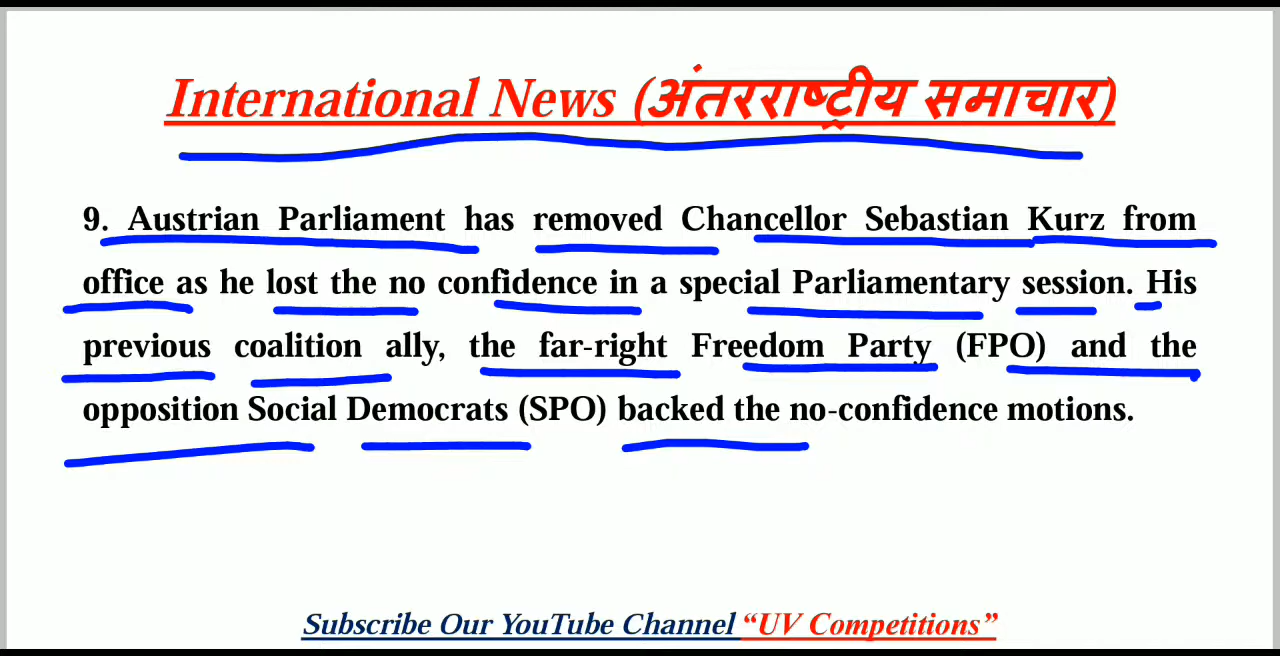 International News (अंतरराष्ट्रीय समाचार)
9. Austrian Parliament has removed Chancellor Sebastian Kurz from
office as he lost the no confidence in a special Parliamentary session. His
previous coalition ally, the far-right Freedom Party (FPO) and the
opposition Social Democrats (SPO) backed the no-confidence motions.
Subscribe Our YouTube Channel “UV Competitions”